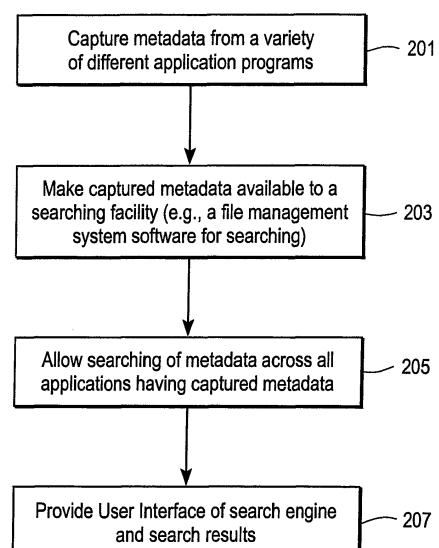 Capture metadata from a variety
of different application programs
201
Make captured metadata available to a
searching facility (e.g., a file management
system software for searching)
203
Allow searching of metadata across all
applications having captured metadata
205
Provide User Interface of search engine
and search results
207